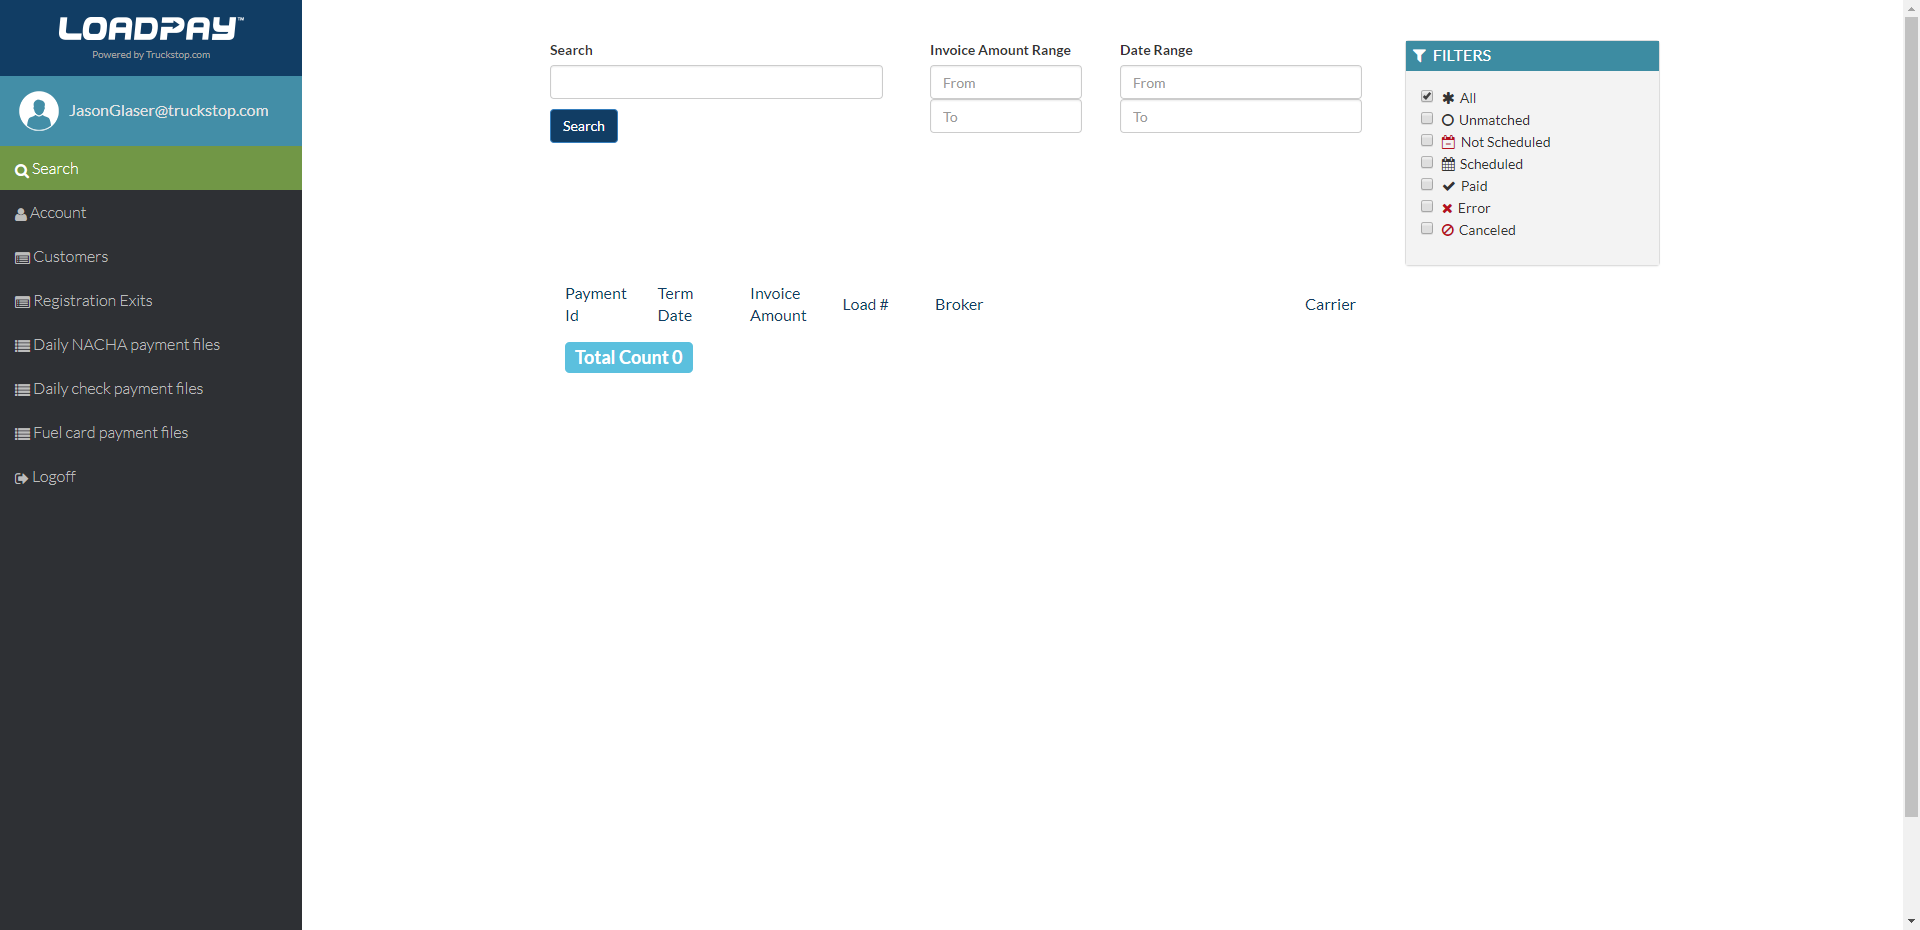 LOADPAY™
Powered by Truckstop.com
JasonGlaser@truckstop.com
Search
Account
Customers
Registration Exits
Daily NACHA payment files
Daily check payment files
Fuel card payment files
Logoff
Search
Search
Invoice Amount Range
From
To
Date Range
From
To
FILTERS
All
Unmatched
Not Scheduled
Scheduled
Paid
Error
Canceled
Payment Id
Term Date
Invoice Amount
Load #
Broker
Carrier
Total Count 0